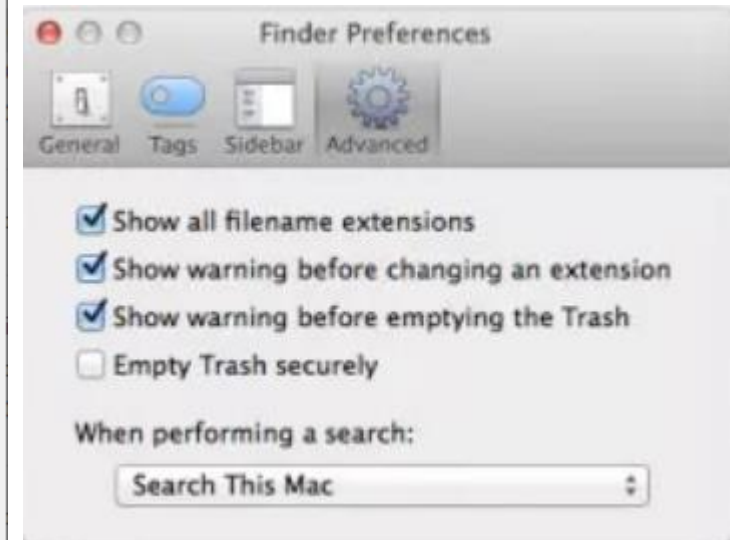 Finder Preferences
General Tags Sidebar Advanced
Show all filename extensions
Show warning before changing an extension
Show warning before emptying the Trash
Empty Trash securely
When performing a search:
Search This Mac